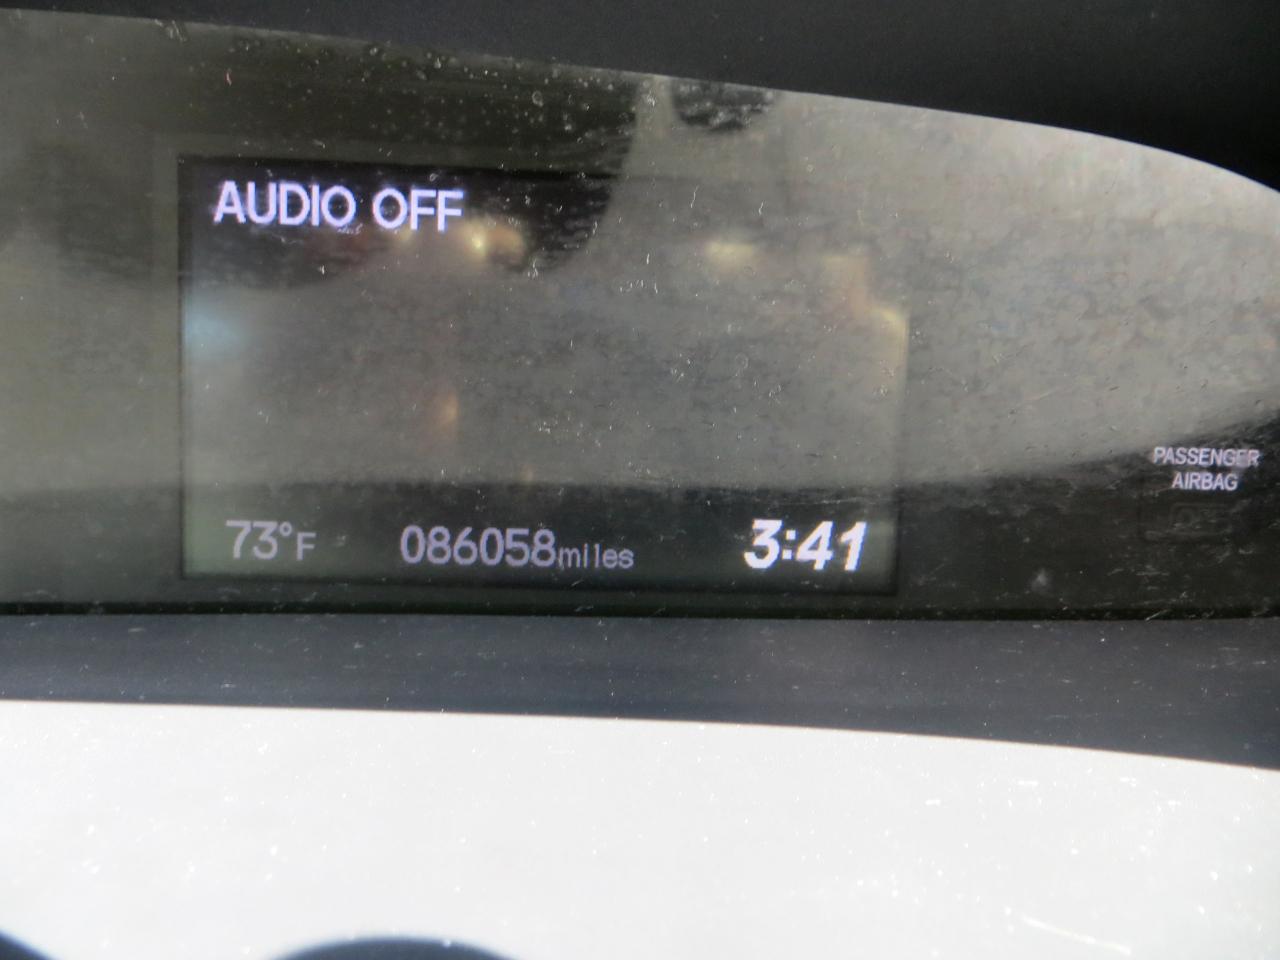 AUDIO OFF
73°F 086058miles 3:41
PASSENGER
AIRBAG